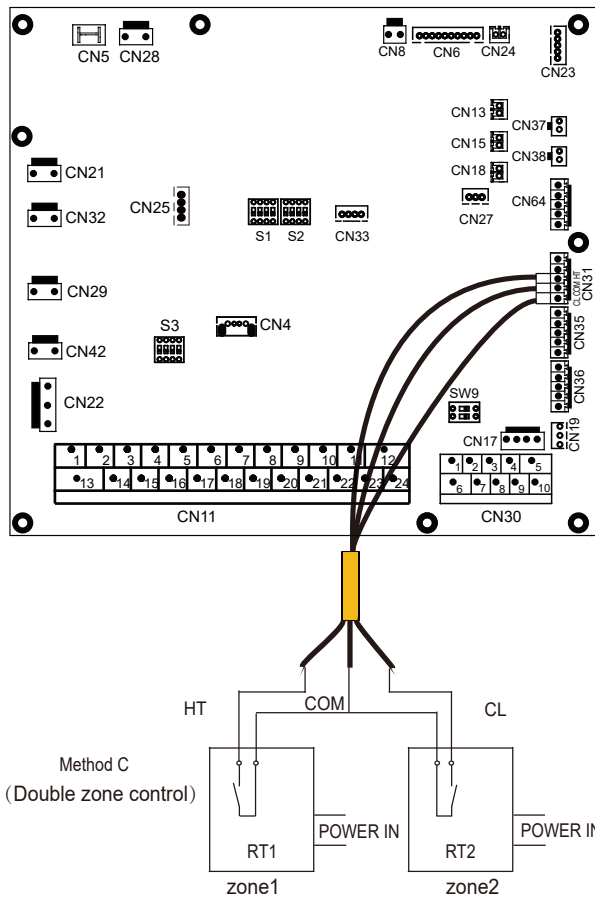 CN5
CN28
CN8
CN6
CN24
CN23
CN13
CN15
CN18
CN37
CN38
CN21
CN32
CN25
S1
S2
CN33
CN27
CN64
CL COM HT
CN31
CN29
CN42
S3
CN4
CN35
CN36
CN22
SW9
CN17
CN19
1 2 3 4 5 6 7 8 9 10 11 12
13 14 15 16 17 18 19 20 21 22 23 24
CN11
1 2 3 4 5
6 7 8 9 10
CN30
HT
COM
CL
Method C
(Double zone control)
RT1
POWER IN
RT2
POWER IN
zone1
zone2